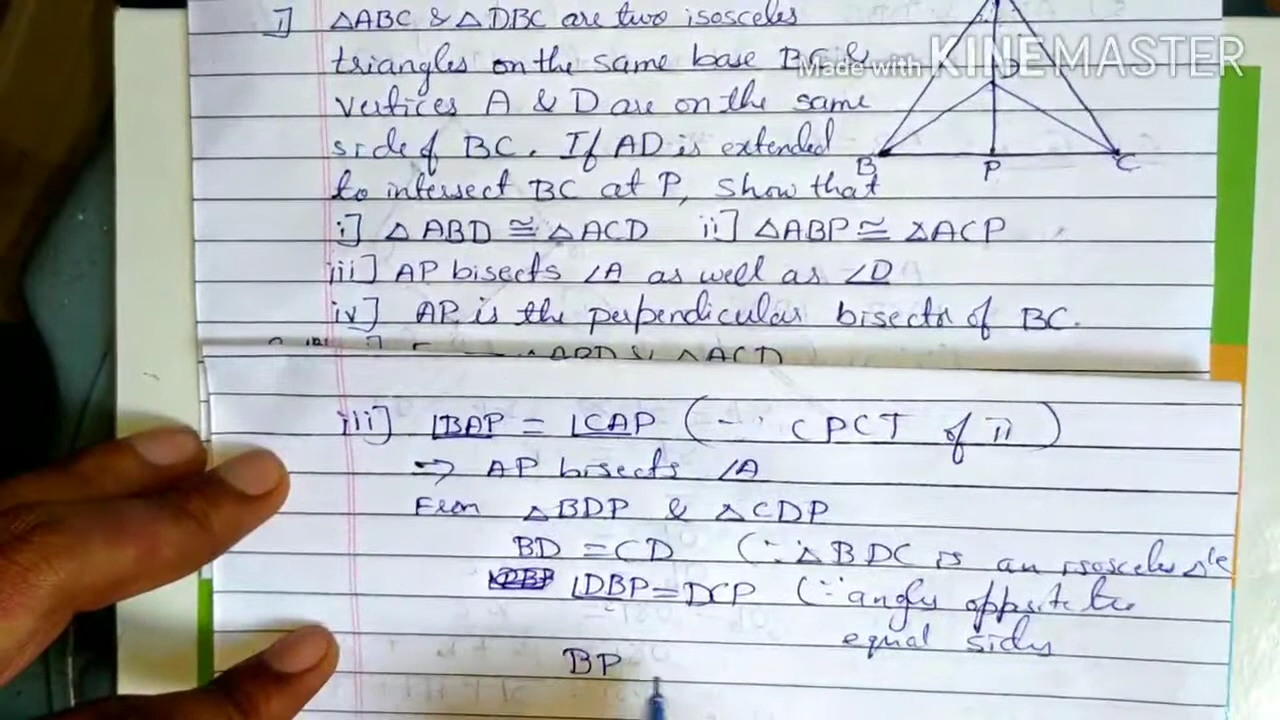 i] △ABC & △DBC are two isosceles
triangles on the same base BC &
vertices A & D are on the same
side of BC. If AD is extended
to intersect BC at P, show that
i] △ABD ≅ △ACD ii] △ABP ≅ △ACP
iii] AP bisects ∠A as well as ∠D
iv] AP is the perpendicular bisector of BC.
Made with KINEMASTER
D
B
P
C
△ABD & △ACD
iii] ∠BAP = ∠CAP (∵ CPCT of ii)
⇒ AP bisects ∠A
From △BDP & △CDP
BD = CD (∵ △BDC is an isosceles △le
∠DBP = DCP (∵ angles opposite to
equal sides
BP